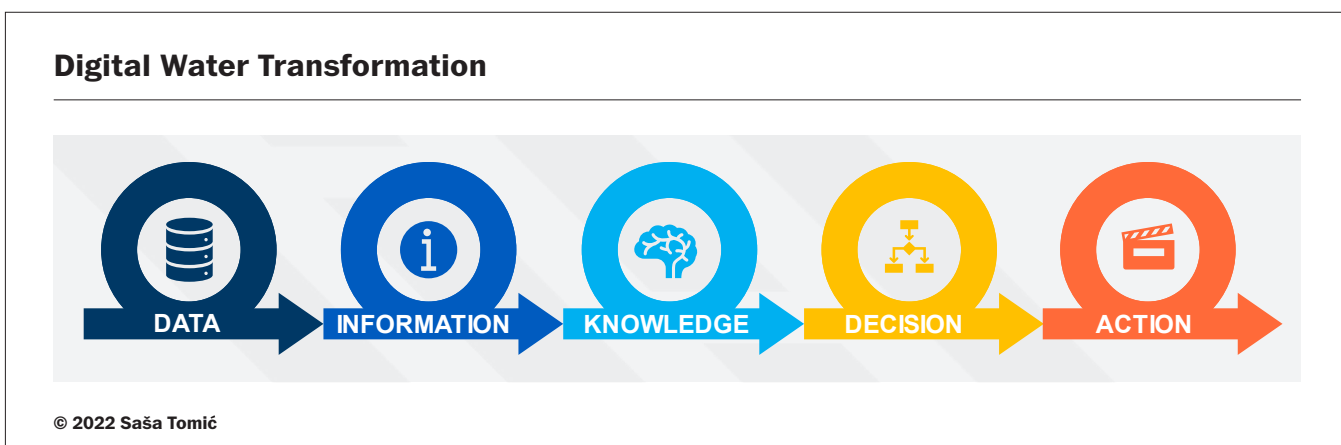 Digital Water Transformation
DATA
INFORMATION
KNOWLEDGE
DECISION
ACTION
© 2022 Saša Tomić